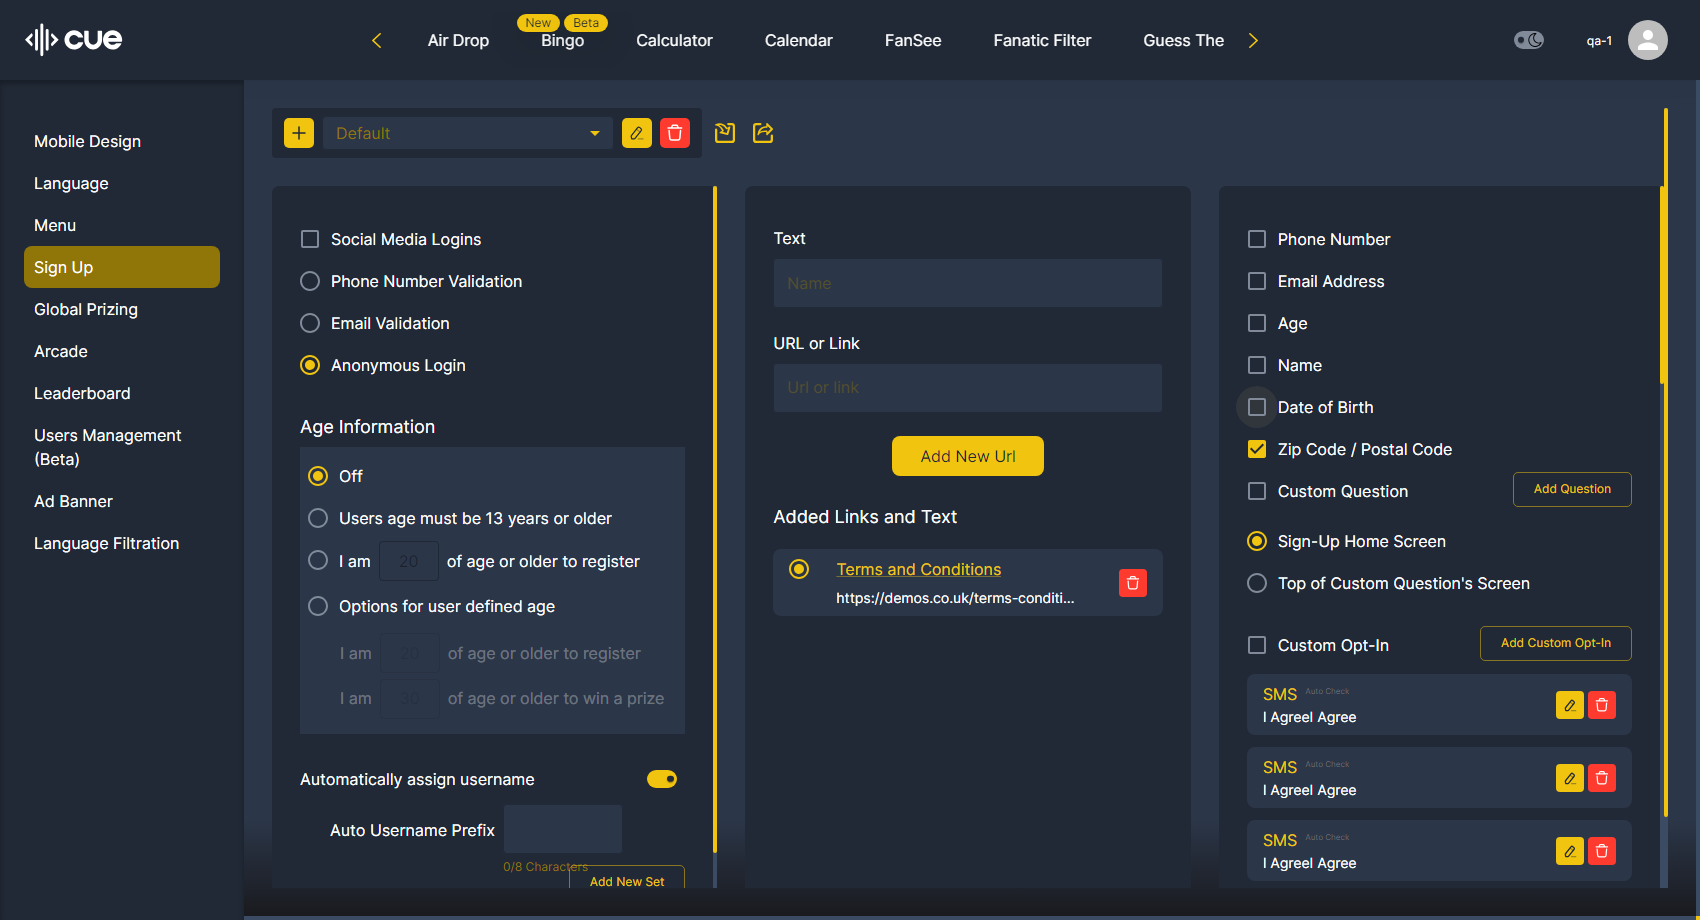 cue
New
Beta
Air Drop
Bingo
Calculator
Calendar
FanSee
Fanatic Filter
Guess The
qa-1
Mobile Design
Language
Menu
Sign Up
Global Prizing
Arcade
Leaderboard
Users Management
(Beta)
Ad Banner
Language Filtration
Default
Social Media Logins
Phone Number Validation
Email Validation
Anonymous Login
Age Information
Off
Users age must be 13 years or older
I am 20 of age or older to register
Options for user defined age
I am 20 of age or older to register
I am 30 of age or older to win a prize
Automatically assign username
Auto Username Prefix
0/8 Characters
Add New Set
Text
Name
URL or Link
Url or link
Add New Url
Added Links and Text
Terms and Conditions
https://demos.co.uk/terms-conditi...
Phone Number
Email Address
Age
Name
Date of Birth
Zip Code / Postal Code
Custom Question
Add Question
Sign-Up Home Screen
Top of Custom Question's Screen
Custom Opt-In
Add Custom Opt-In
SMS Auto Check
I AgreeI Agree
SMS Auto Check
I AgreeI Agree
SMS Auto Check
I AgreeI Agree